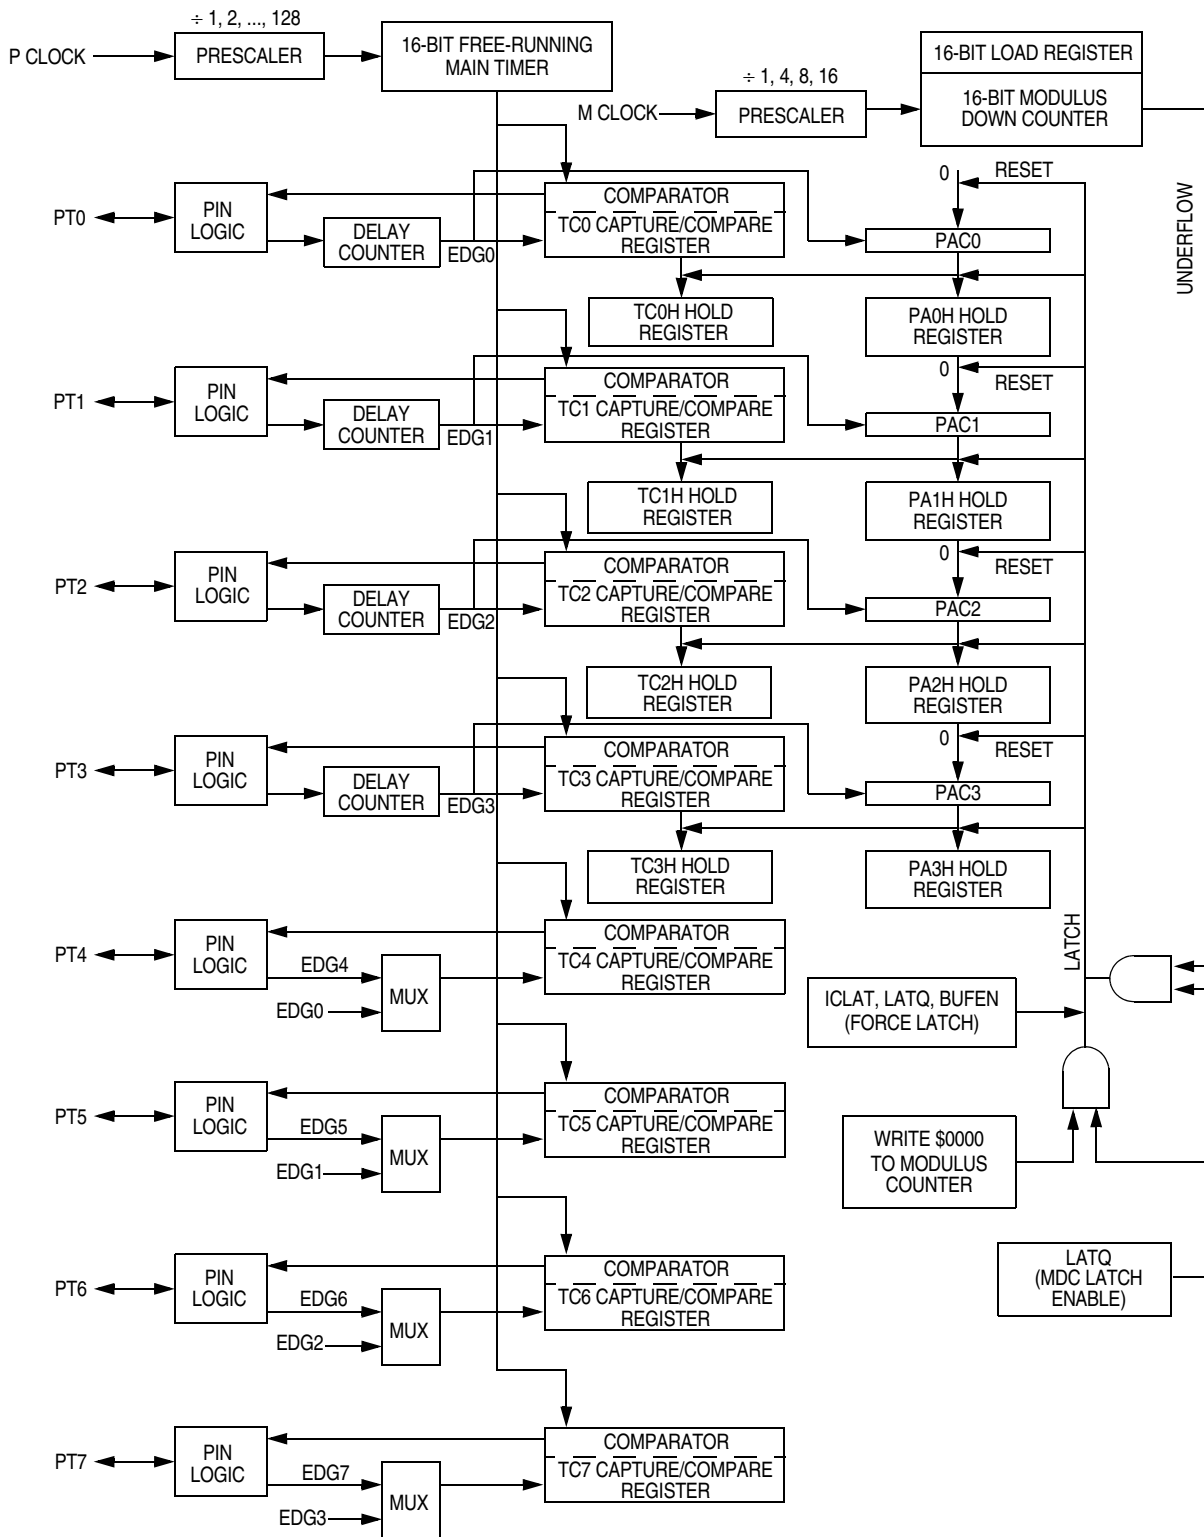 ÷ 1, 2, ..., 128
P CLOCK
PRESCALER
16-BIT FREE-RUNNING
MAIN TIMER
÷ 1, 4, 8, 16
M CLOCK
PRESCALER
16-BIT LOAD REGISTER
16-BIT MODULUS
DOWN COUNTER
UNDERFLOW
PT0
PIN
LOGIC
DELAY
COUNTER
EDG0
COMPARATOR
TC0 CAPTURE/COMPARE
REGISTER
0
RESET
PAC0
TC0H HOLD
REGISTER
PA0H HOLD
REGISTER
PT1
PIN
LOGIC
DELAY
COUNTER
EDG1
COMPARATOR
TC1 CAPTURE/COMPARE
REGISTER
0
RESET
PAC1
TC1H HOLD
REGISTER
PA1H HOLD
REGISTER
PT2
PIN
LOGIC
DELAY
COUNTER
EDG2
COMPARATOR
TC2 CAPTURE/COMPARE
REGISTER
0
RESET
PAC2
TC2H HOLD
REGISTER
PA2H HOLD
REGISTER
PT3
PIN
LOGIC
DELAY
COUNTER
EDG3
COMPARATOR
TC3 CAPTURE/COMPARE
REGISTER
0
RESET
PAC3
TC3H HOLD
REGISTER
PA3H HOLD
REGISTER
LATCH
PT4
PIN
LOGIC
EDG4
EDG0
MUX
COMPARATOR
TC4 CAPTURE/COMPARE
REGISTER
ICLAT, LATQ, BUFEN
(FORCE LATCH)
PT5
PIN
LOGIC
EDG5
EDG1
MUX
COMPARATOR
TC5 CAPTURE/COMPARE
REGISTER
WRITE $0000
TO MODULUS
COUNTER
PT6
PIN
LOGIC
EDG6
EDG2
MUX
COMPARATOR
TC6 CAPTURE/COMPARE
REGISTER
LATQ
(MDC LATCH
ENABLE)
PT7
PIN
LOGIC
EDG7
EDG3
MUX
COMPARATOR
TC7 CAPTURE/COMPARE
REGISTER